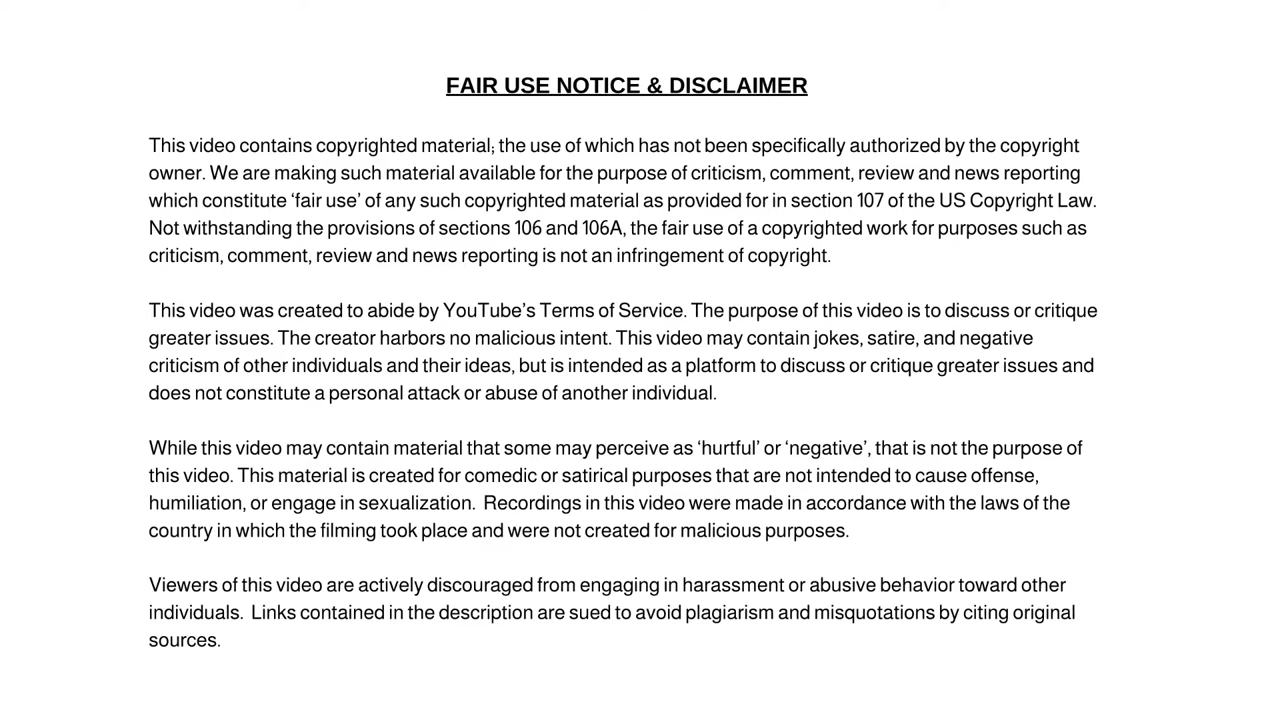 FAIR USE NOTICE & DISCLAIMER
This video contains copyrighted material; the use of which has not been specifically authorized by the copyright
owner. We are making such material available for the purpose of criticism, comment, review and news reporting
which constitute ‘fair use’ of any such copyrighted material as provided for in section 107 of the US Copyright Law.
Not withstanding the provisions of sections 106 and 106A, the fair use of a copyrighted work for purposes such as
criticism, comment, review and news reporting is not an infringement of copyright.
This video was created to abide by YouTube’s Terms of Service. The purpose of this video is to discuss or critique
greater issues. The creator harbors no malicious intent. This video may contain jokes, satire, and negative
criticism of other individuals and their ideas, but is intended as a platform to discuss or critique greater issues and
does not constitute a personal attack or abuse of another individual.
While this video may contain material that some may perceive as ‘hurtful’ or ‘negative’, that is not the purpose of
this video. This material is created for comedic or satirical purposes that are not intended to cause offense,
humiliation, or engage in sexualization.  Recordings in this video were made in accordance with the laws of the
country in which the filming took place and were not created for malicious purposes.
Viewers of this video are actively discouraged from engaging in harassment or abusive behavior toward other
individuals.  Links contained in the description are sued to avoid plagiarism and misquotations by citing original
sources.